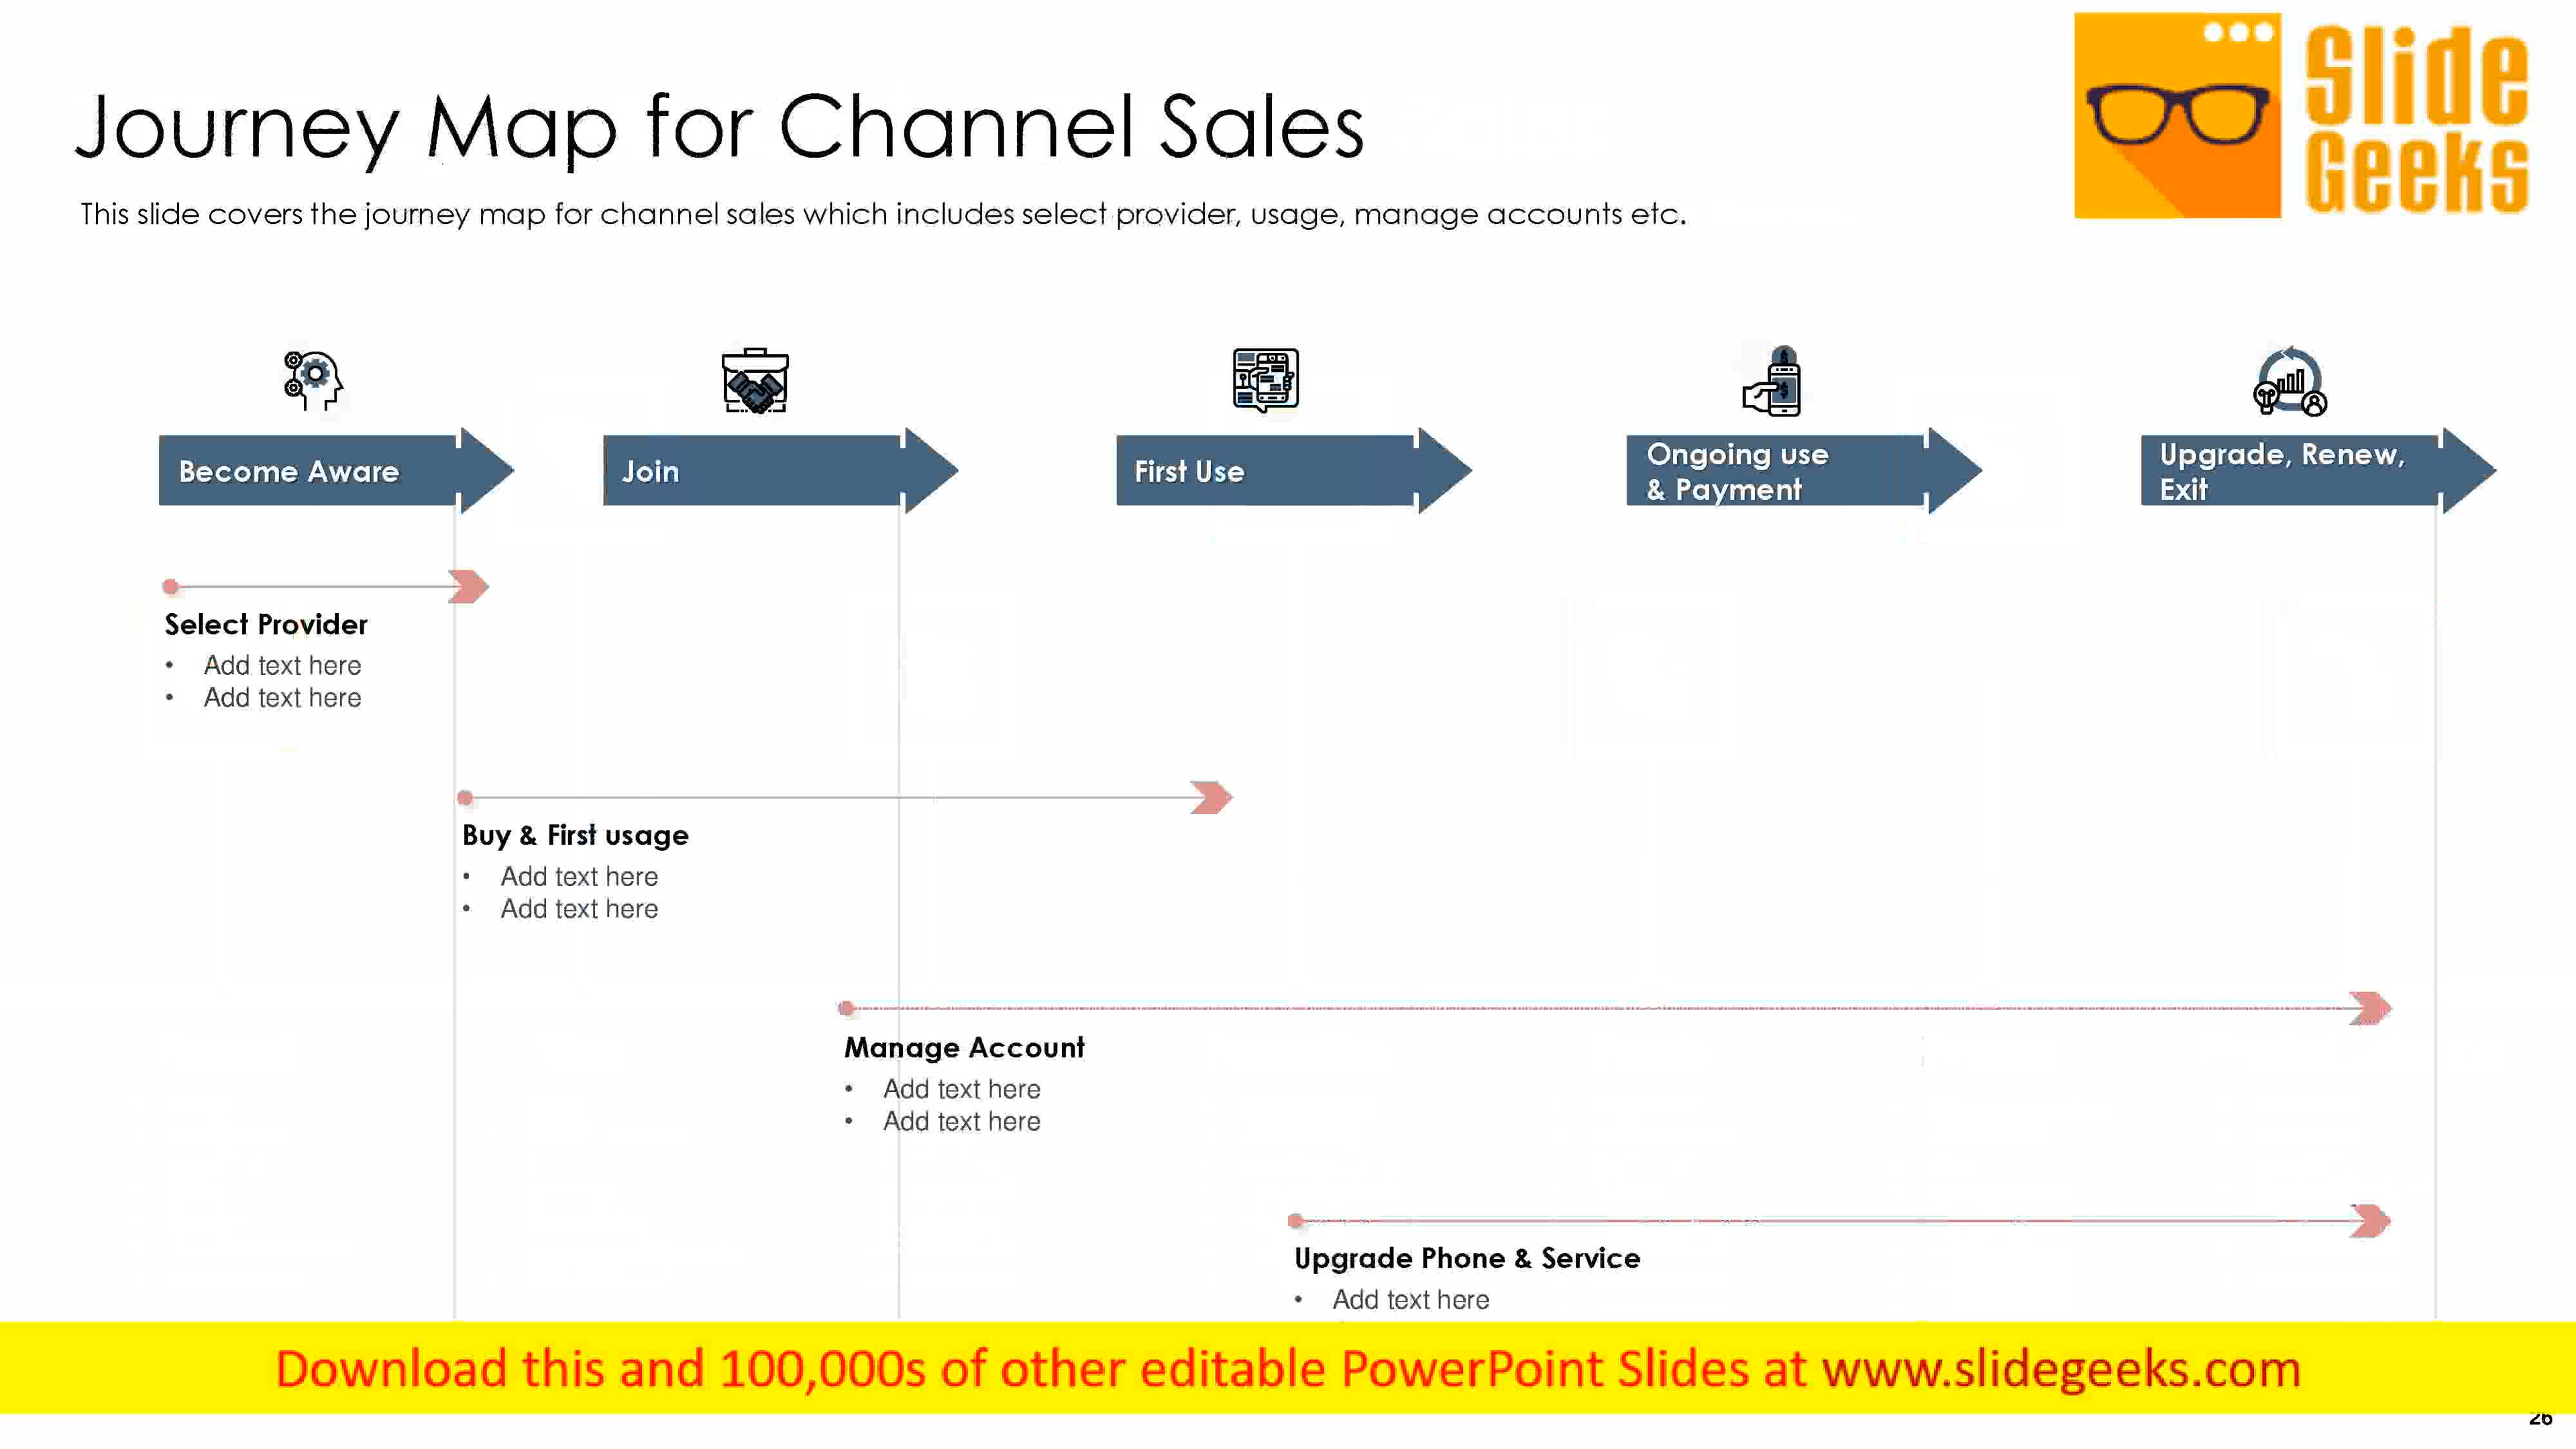 Slide
Geeks
Journey Map for Channel Sales
This slide covers the journey map for channel sales which includes select provider, usage, manage accounts etc.
Become Aware
Join
First Use
Ongoing use
& Payment
Upgrade, Renew,
Exit
Select Provider
• Add text here
• Add text here
Buy & First usage
• Add text here
• Add text here
Manage Account
• Add text here
• Add text here
Upgrade Phone & Service
• Add text here
Download this and 100,000s of other editable PowerPoint Slides at www.slidegeeks.com
26